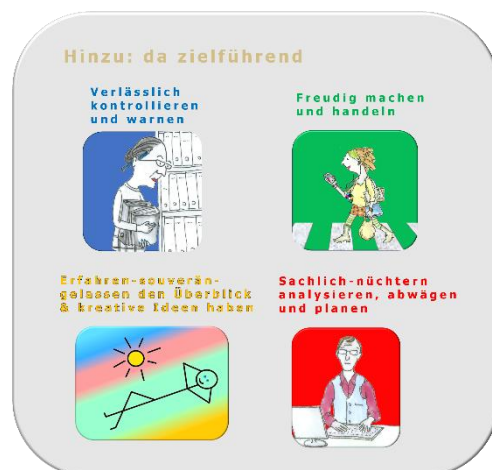 Hinzu: da zielführend
Verlässlich
kontrollieren
und warnen
Freudig machen
und handeln
Erfahren-souverän-
gelassen den Überblick
& kreative Ideen haben
Sachlich-nüchtern
analysieren, abwägen
und planen